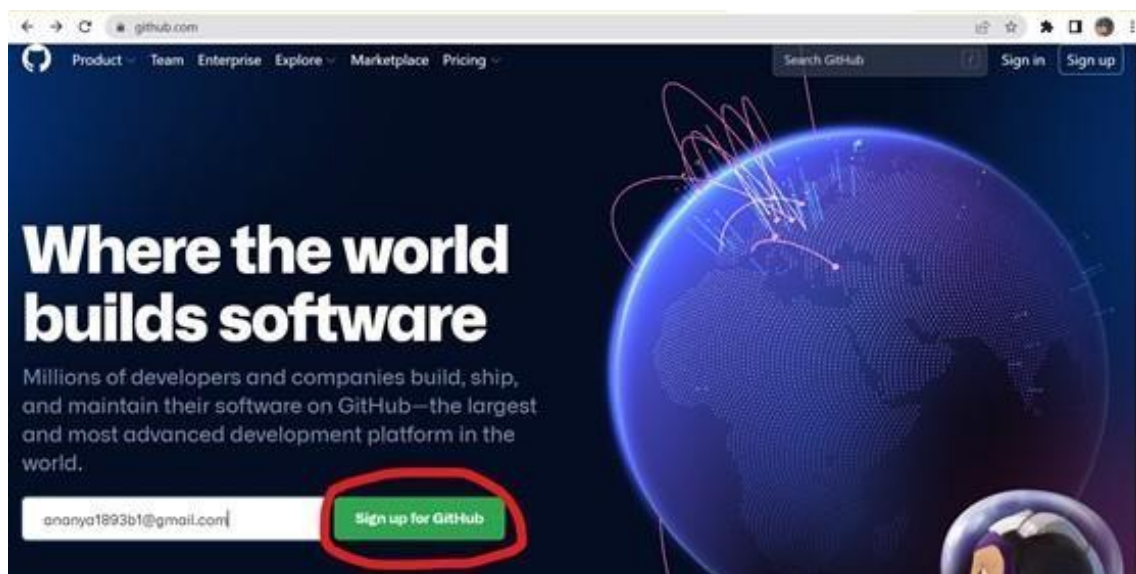 github.com
Product Team Enterprise Explore Marketplace Pricing
Search GitHub / Sign in Sign up
Where the world
builds software
Millions of developers and companies build, ship,
and maintain their software on GitHub—the largest
and most advanced development platform in the
world.
ananya1893b1@gmail.com
Sign up for GitHub